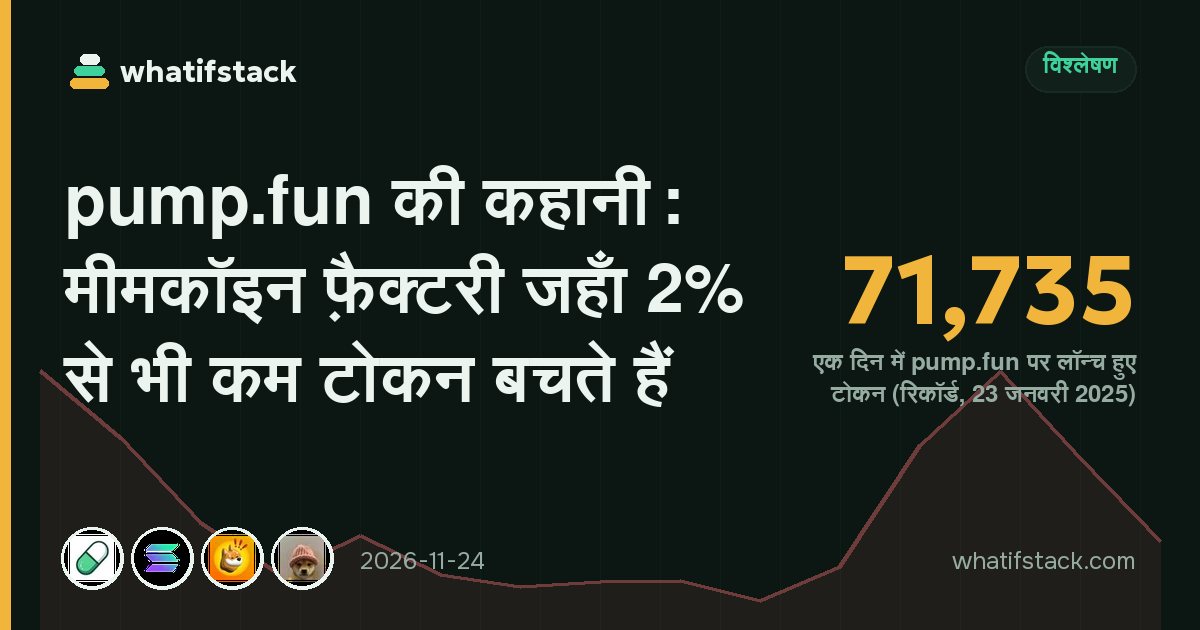 whatifstack
विश्लेषण
pump.fun की कहानी :
मीमकॉइन फ़ैक्टरी जहाँ 2%
से भी कम टोकन बचते हैं
71,735
एक दिन में pump.fun पर लॉन्च हुए
टोकन (रिकॉर्ड, 23 जनवरी 2025)
2026-11-24
whatifstack.com